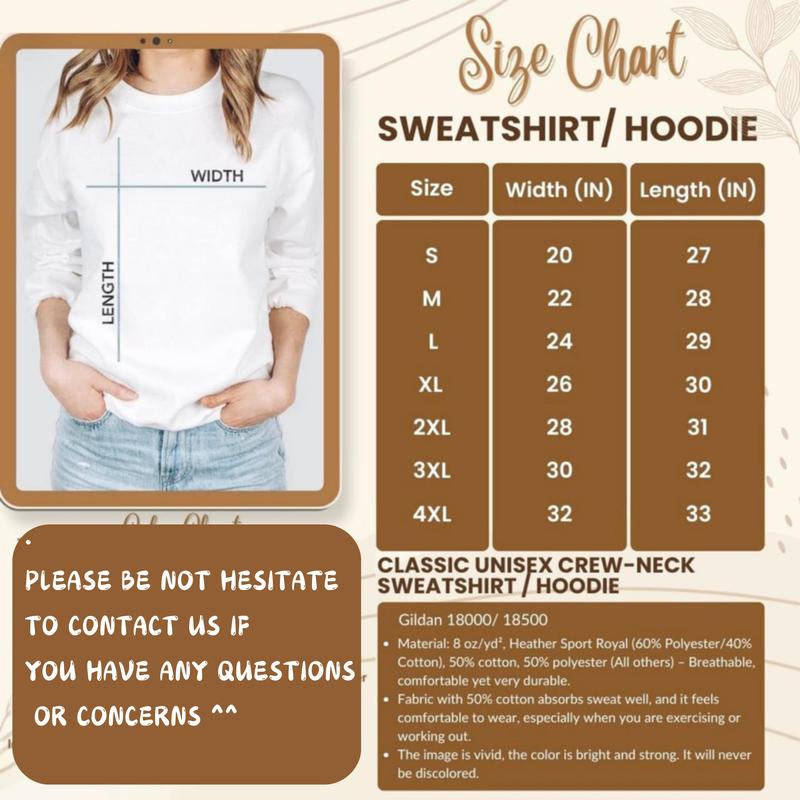 Size Chart
SWEATSHIRT/ HOODIE
WIDTH
LENGTH
Size Width (IN) Length (IN)
S 20 27
M 22 28
L 24 29
XL 26 30
2XL 28 31
3XL 30 32
4XL 32 33
PLEASE BE NOT HESITATE
TO CONTACT US IF
YOU HAVE ANY QUESTIONS
OR CONCERNS ^^
CLASSIC UNISEX CREW-NECK
SWEATSHIRT / HOODIE
Gildan 18000/ 18500
• Material: 8 oz/yd², Heather Sport Royal (60% Polyester/40%
Cotton), 50% cotton, 50% polyester (All others) – Breathable,
comfortable yet very durable.
• Fabric with 50% cotton absorbs sweat well, and it feels
comfortable to wear, especially when you are exercising or
working out.
• The image is vivid, the color is bright and strong. It will never
be discolored.